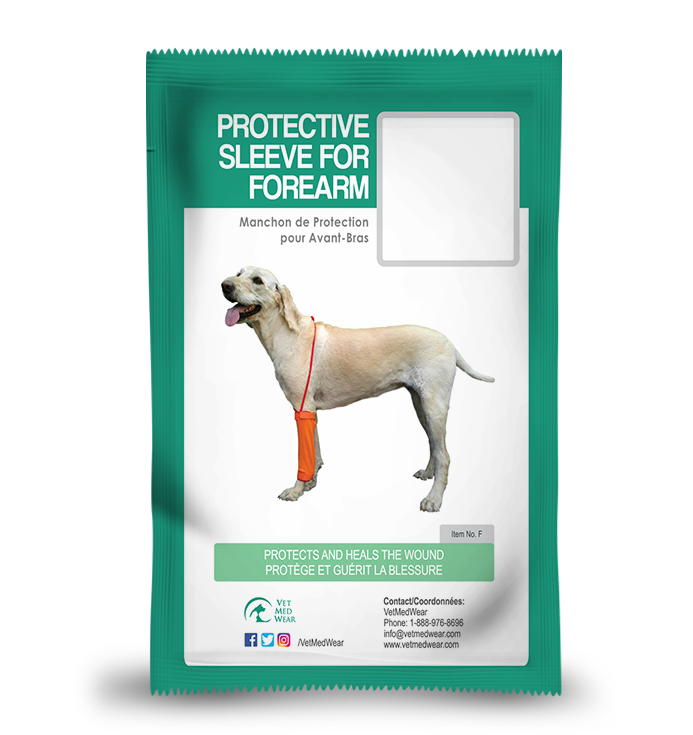 PROTECTIVE
SLEEVE FOR
FOREARM
Manchon de Protection
pour Avant-Bras
Item No. F
PROTECTS AND HEALS THE WOUND
PROTÈGE ET GUÉRIT LA BLESSURE
VET
MED
WEAR
/VetMedWear
Contact/Coordonnées:
VetMedWear
Phone: 1-888-976-8696
info@vetmedwear.com
www.vetmedwear.com